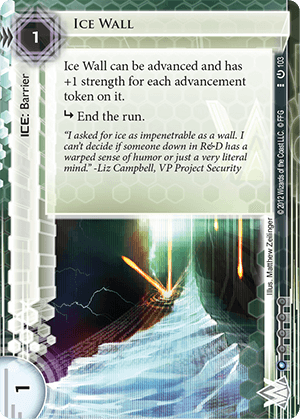 1
ICE WALL
ICE: Barrier
Ice Wall can be advanced and has
+1 strength for each advancement
token on it.
End the run.
“I asked for ice as impenetrable as a wall. I
can’t decide if someone down in R&D has a
warped sense of humor or just a very literal
mind.” -Liz Campbell, VP Project Security
103
© 2012 Wizards of the Coast LLC. © FFG
Illus. Matthew Zeilinger
1